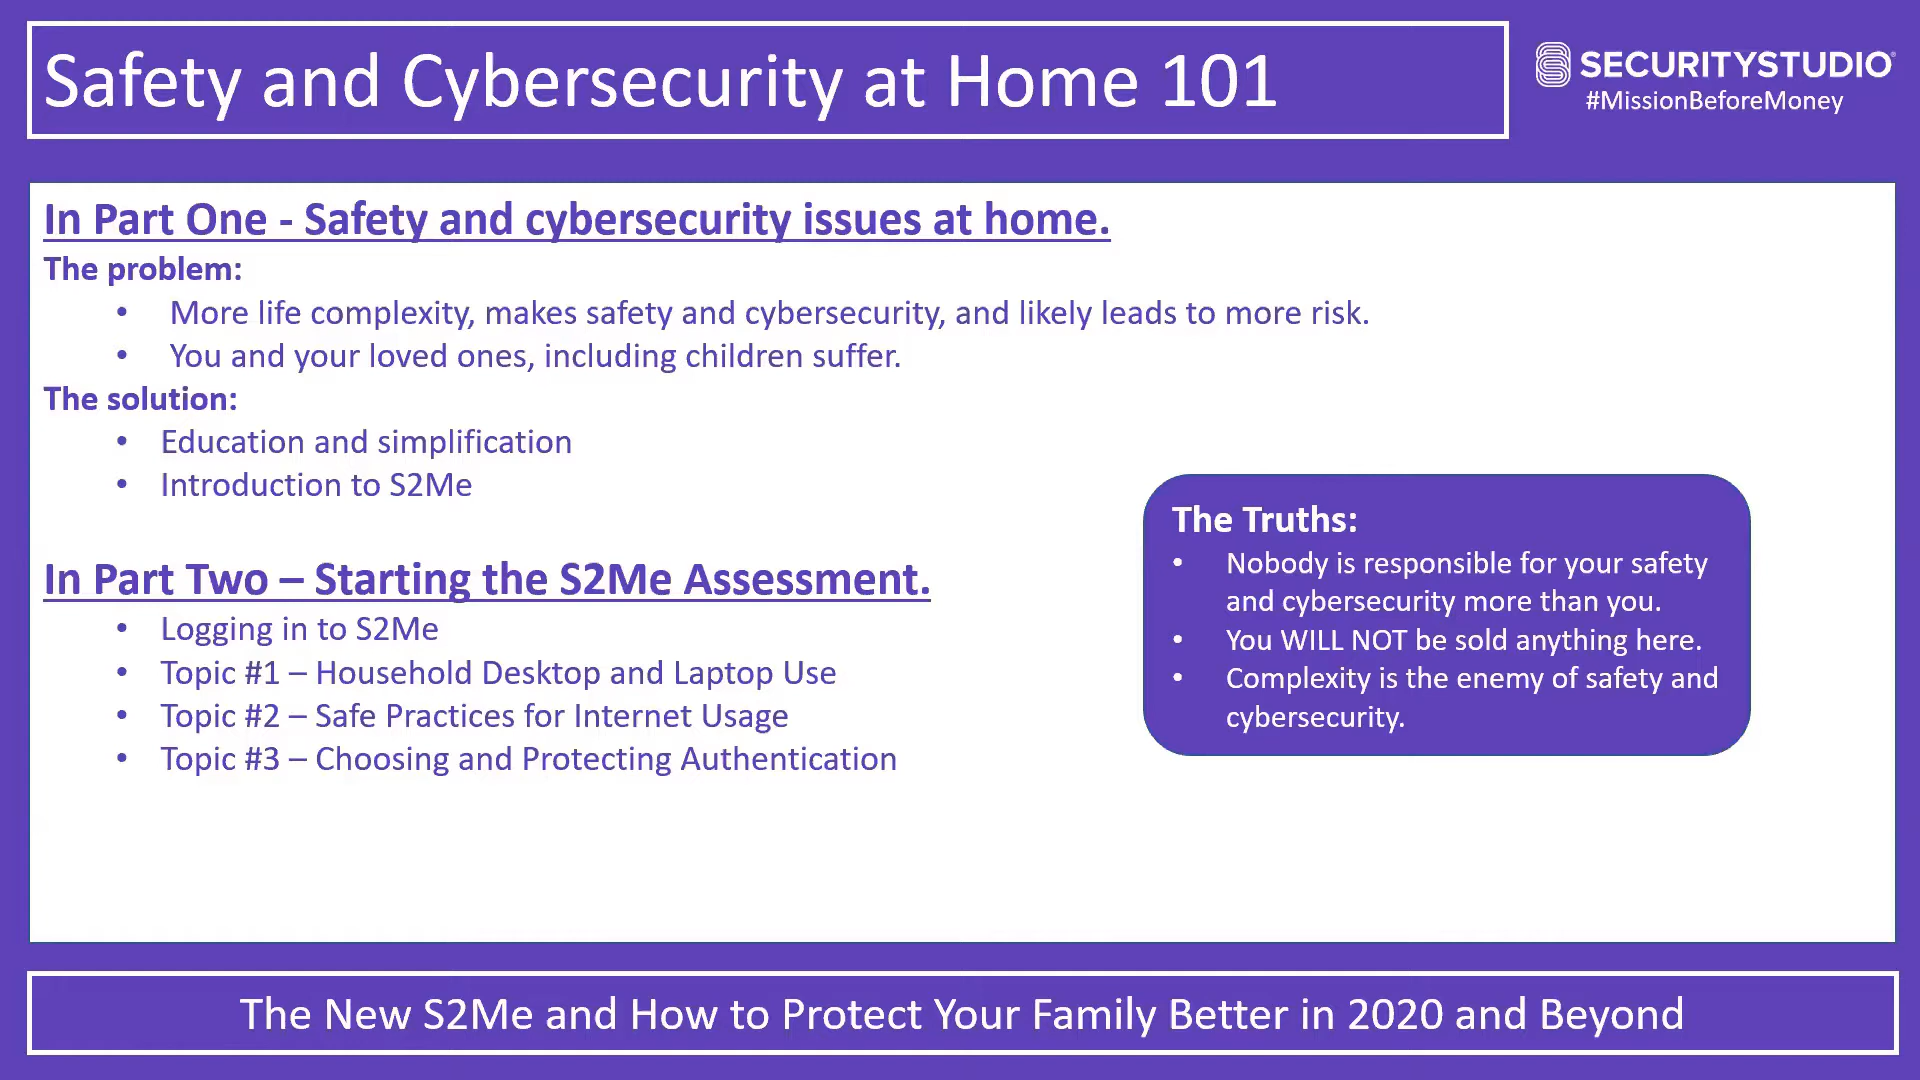 Safety and Cybersecurity at Home 101
SECURITYSTUDIO®
#MissionBeforeMoney
In Part One - Safety and cybersecurity issues at home.
The problem:
• More life complexity, makes safety and cybersecurity, and likely leads to more risk.
• You and your loved ones, including children suffer.
The solution:
• Education and simplification
• Introduction to S2Me
In Part Two – Starting the S2Me Assessment.
• Logging in to S2Me
• Topic #1 – Household Desktop and Laptop Use
• Topic #2 – Safe Practices for Internet Usage
• Topic #3 – Choosing and Protecting Authentication
The Truths:
• Nobody is responsible for your safety
and cybersecurity more than you.
• You WILL NOT be sold anything here.
• Complexity is the enemy of safety and
cybersecurity.
The New S2Me and How to Protect Your Family Better in 2020 and Beyond